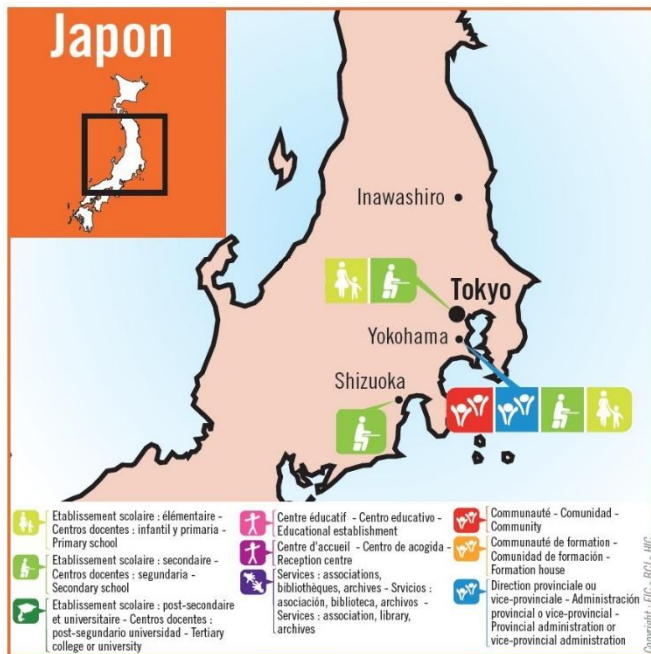 Japon
Inawashiro
Tokyo
Yokohama
Shizuoka
Etablissement scolaire : élémentaire -
Centros docentes : infantil y primaria -
Primary school
Etablissement scolaire : secondaire -
Centros docentes : segundaria -
Secondary school
Etablissement scolaire : post-secondaire
et universitaire - Centros docentes :
post-segundario universidad - Tertiary
college or university
Centre éducatif - Centro educativo -
Educational establishment
Centre d'accueil - Centro de acogida -
Reception centre
Services : associations,
bibliothèques, archives - Srvicios :
asociación, biblioteca, archivos -
Services : association, library,
archives
Communauté - Comunidad -
Community
Communauté de formation -
Comunidad de formación -
Formation house
Direction provinciale ou
vice-provinciale - Administración
provincial o vice-provincial -
Provincial administration or
vice-provincial administration
Copyright : FIC -